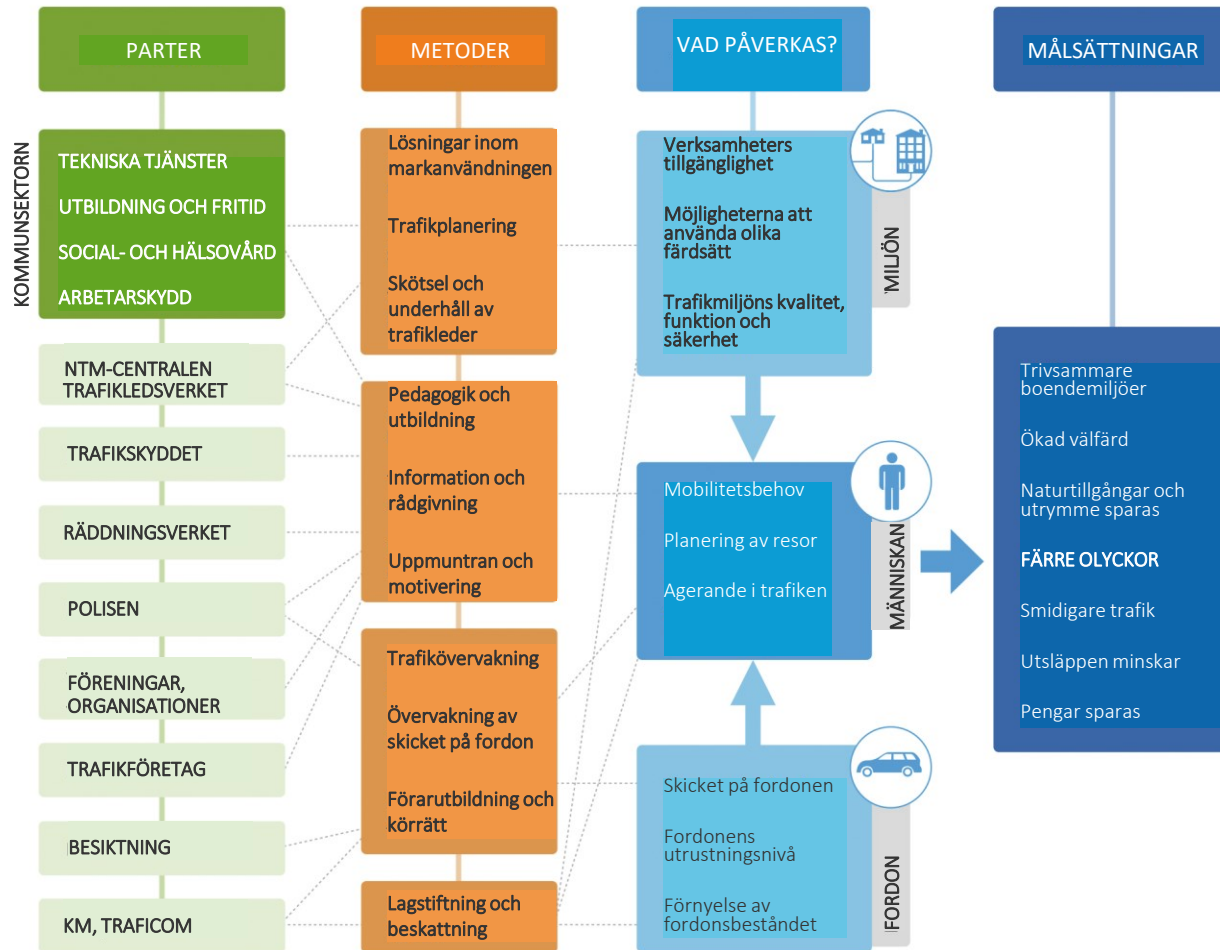 PARTER
KOMMUNSEKTORN
TEKNISKA TJÄNSTER
UTBILDNING OCH FRITID
SOCIAL- OCH HÄLSOVÅRD
ARBETARSKYDD
NTM-CENTRALEN
TRAFIKLEDSVERKET
TRAFIKSKYDDET
RÄDDNINGSVERKET
POLISEN
FÖRENINGAR,
ORGANISATIONER
TRAFIKFÖRETAG
BESIKTNING
KM, TRAFICOM
METODER
Lösningar inom
markanvändningen
Trafikplanering
Skötsel och
underhåll av
trafikleder
Pedagogik och
utbildning
Information och
rådgivning
Uppmuntran och
motivering
Trafikövervakning
Övervakning av
skicket på fordon
Förarutbildning och
körrätt
Lagstiftning och
beskattning
VAD PÅVERKAS?
Verksamheters
tillgänglighet
Möjligheterna att
använda olika
färdsätt
Trafikmiljöns kvalitet,
funktion och
säkerhet
MILJÖN
Mobilitetsbehov
Planering av resor
Agerande i trafiken
MÄNNISKAN
Skicket på fordonen
Fordonens
utrustningsnivå
Förnyelse av
fordonsbeståndet
FORDON
MÅLSÄTTNINGAR
Trivsammare
boendemiljöer
Ökad välfärd
Naturtillgångar och
utrymme sparas
FÄRRE OLYCKOR
Smidigare trafik
Utsläppen minskar
Pengar sparas